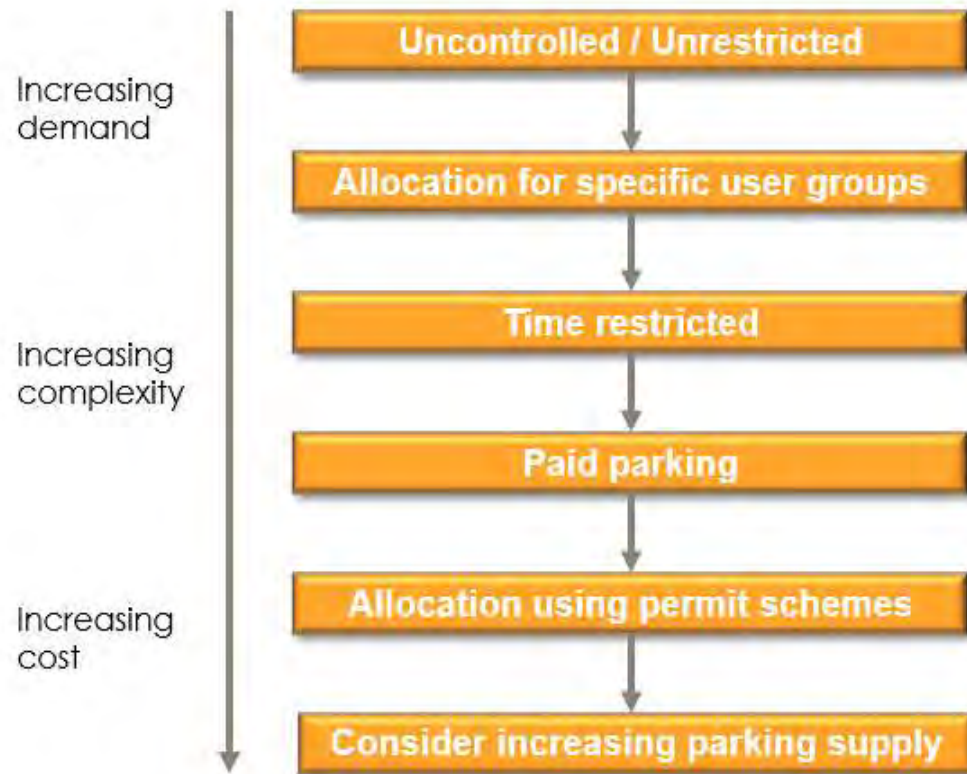 Uncontrolled / Unrestricted
Increasing
demand
Allocation for specific user groups
Time restricted
Increasing
complexity
Paid parking
Allocation using permit schemes
Increasing
cost
Consider increasing parking supply